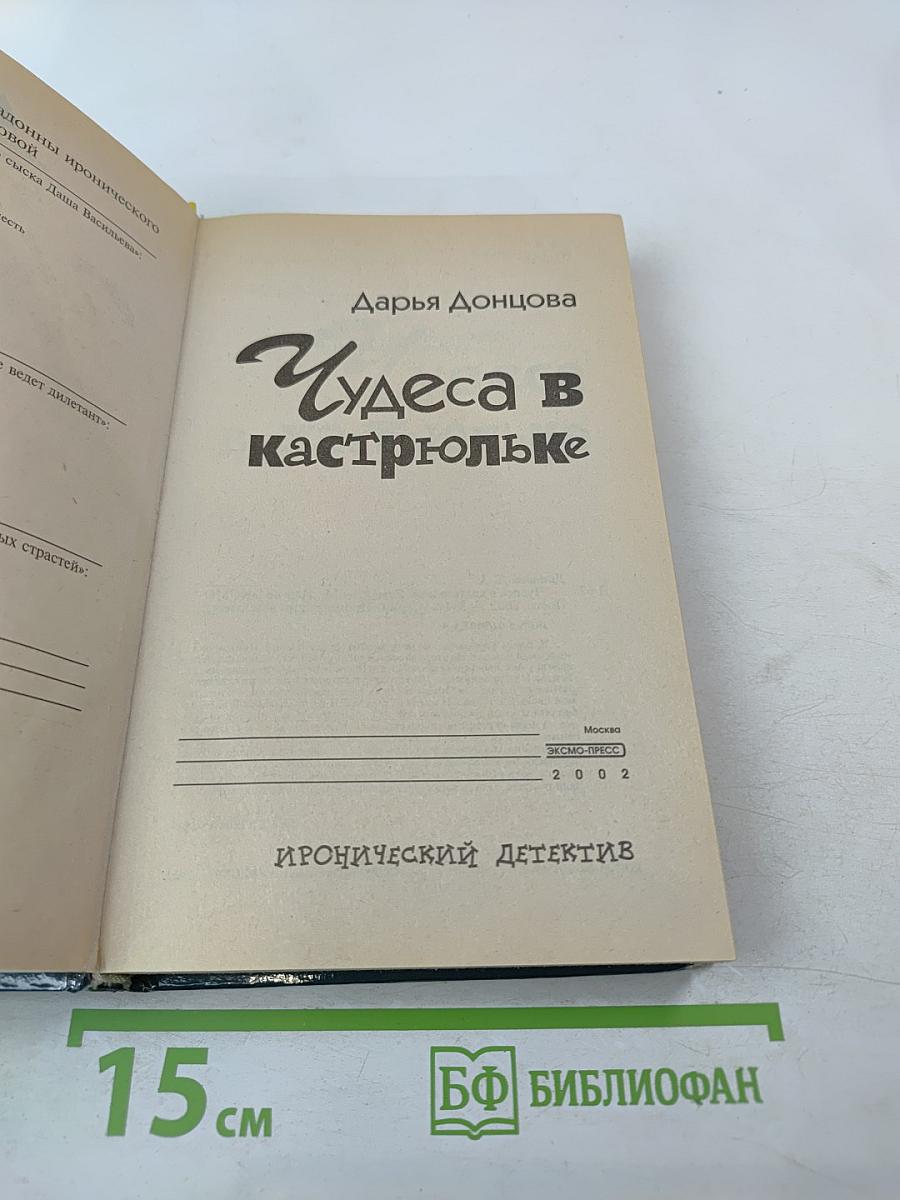 адонны иронического
овой
сыска Даша Васильева»:
есть
е ведет дилетант»:
ых страстей»:
Дарья Донцова
Чудеса в
кастрюльке
Москва
ЭКСМО-ПРЕСС
2002
ИРОНИЧЕСКИЙ ДЕТЕКТИВ
15 см
БФ БИБЛИОФАН